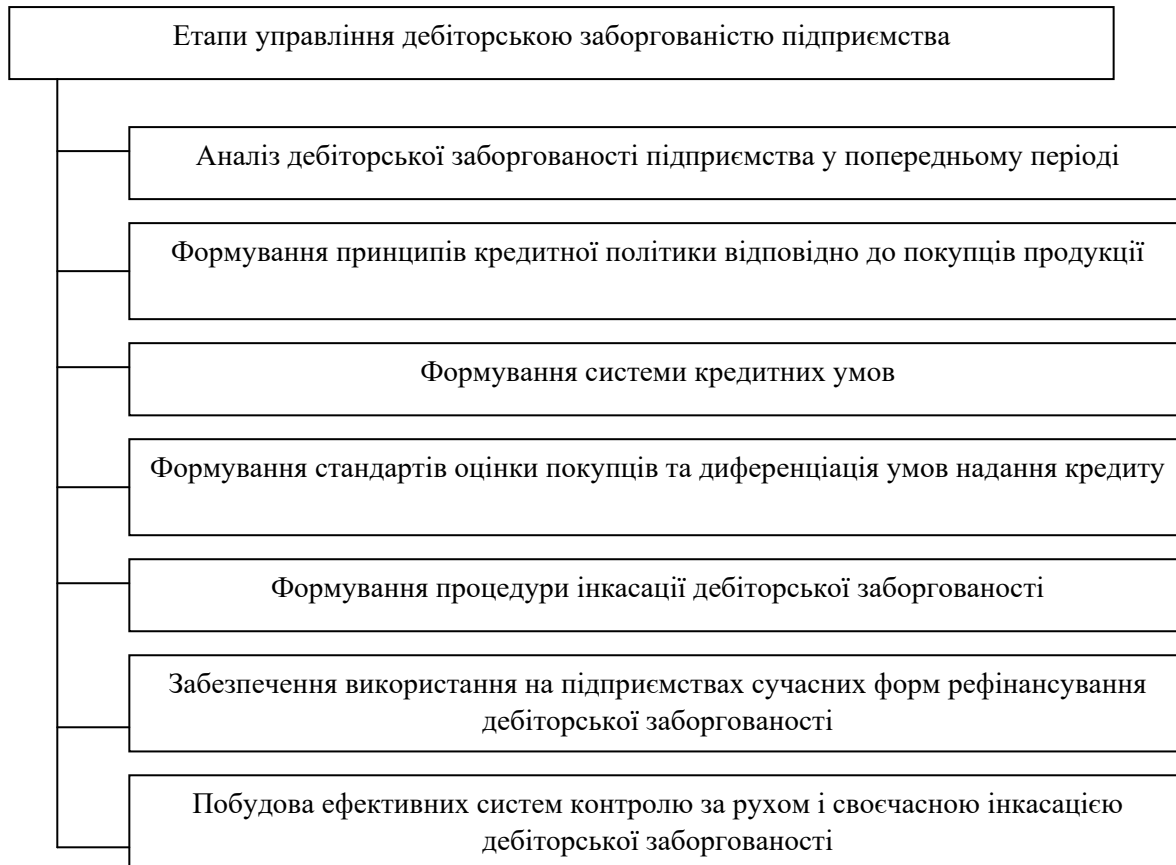 Етапи управління дебіторською заборгованістю підприємства
Аналіз дебіторської заборгованості підприємства у попередньому періоді
Формування принципів кредитної політики відповідно до покупців продукції
Формування системи кредитних умов
Формування стандартів оцінки покупців та диференціація умов надання кредиту
Формування процедури інкасації дебіторської заборгованості
Забезпечення використання на підприємствах сучасних форм рефінансування
дебіторської заборгованості
Побудова ефективних систем контролю за рухом і своєчасною інкасацією
дебіторської заборгованості